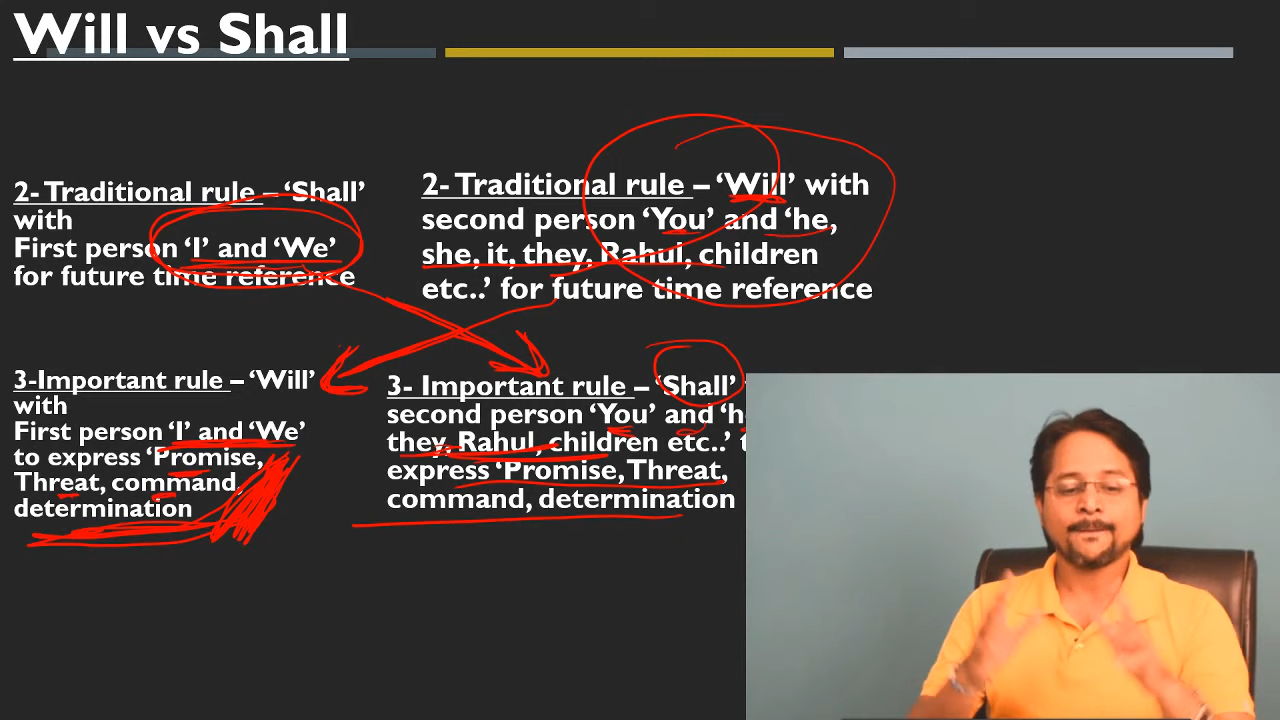 Will vs Shall
2- Traditional rule – ‘Shall’
with
First person ‘I’ and ‘We’
for future time reference
2- Traditional rule – ‘Will’ with
second person ‘You’ and ‘he,
she, it, they, Rahul, children
etc..’ for future time reference
3-Important rule – ‘Will’
with
First person ‘I’ and ‘We’
to express ‘Promise,
Threat, command,
determination
3- Important rule – ‘Shall’
second person ‘You’ and
they, Rahul, children etc..’
express ‘Promise, Threat,
command, determination